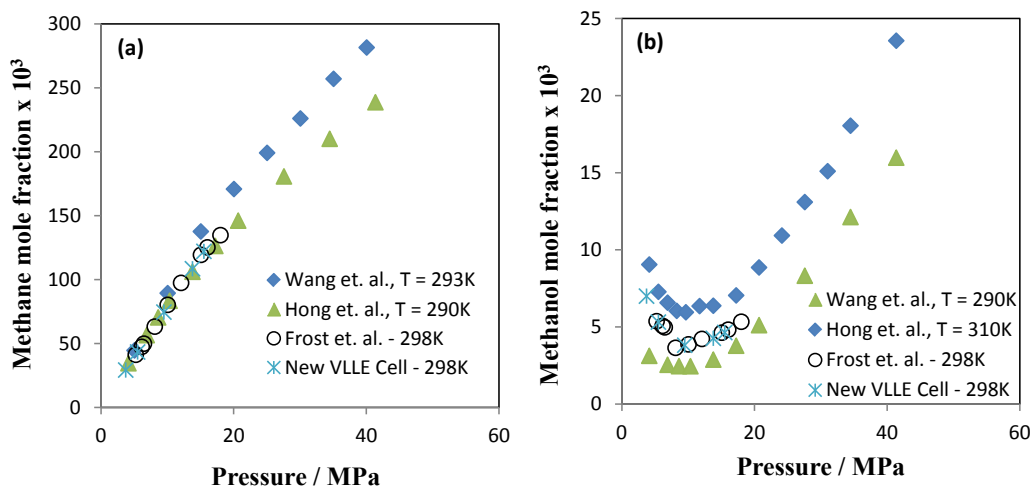 (a)
Methane mole fraction x 10³
300
250
200
150
100
50
0
0
20
40
60
Pressure / MPa
Wang et. al., T = 293K
Hong et. al., T = 290K
Frost et. al. - 298K
New VLLE Cell - 298K
(b)
Methanol mole fraction x 10³
25
20
15
10
5
0
0
20
40
60
Pressure / MPa
Wang et. al., T = 290K
Hong et. al., T = 310K
Frost et. al. - 298K
New VLLE Cell - 298K